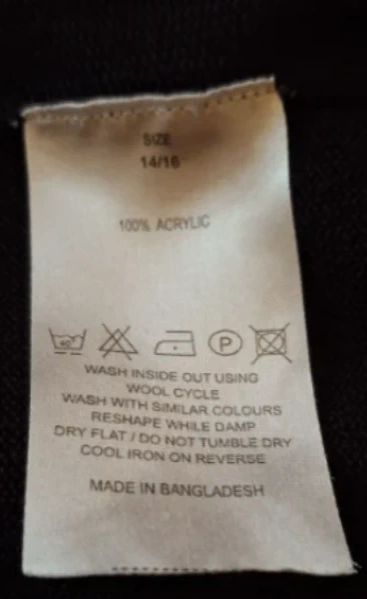 SIZE
14/16
100% ACRYLIC
40
P
WASH INSIDE OUT USING
WOOL CYCLE
WASH WITH SIMILAR COLOURS
RESHAPE WHILE DAMP
DRY FLAT / DO NOT TUMBLE DRY
COOL IRON ON REVERSE
MADE IN BANGLADESH